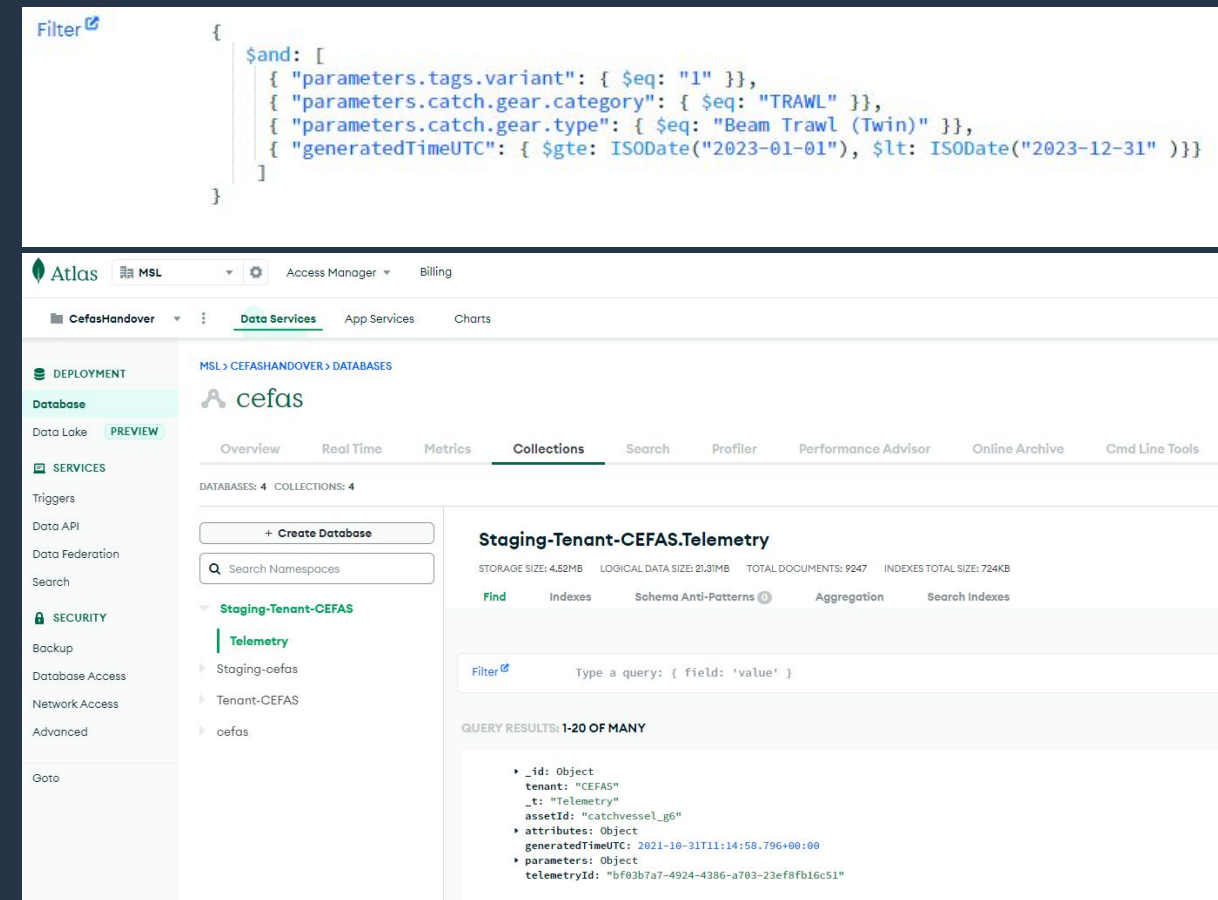 Filter
{
$and: [
{ "parameters.tags.variant": { $eq: "1" }},
{ "parameters.catch.gear.category": { $eq: "TRAWL" }},
{ "parameters.catch.gear.type": { $eq: "Beam Trawl (Twin)" }},
{ "generatedTimeUTC": { $gte: ISODate("2023-01-01"), $lt: ISODate("2023-12-31" )}}
]
}
Atlas MSL Access Manager Billing
CefasHandover Data Services App Services Charts
DEPLOYMENT
Database
Data Lake PREVIEW
SERVICES
Triggers
Data API
Data Federation
Search
SECURITY
Backup
Database Access
Network Access
Advanced
Goto
MSL > CEFASHANDOVER > DATABASES
cefas
Overview Real Time Metrics Collections Search Profiler Performance Advisor Online Archive Cmd Line Tools
DATABASES: 4 COLLECTIONS: 4
+ Create Database
Search Namespaces
Staging-Tenant-CEFAS
Telemetry
Staging-cefas
Tenant-CEFAS
cefas
Staging-Tenant-CEFAS.Telemetry
STORAGE SIZE: 4.52MB LOGICAL DATA SIZE: 21.31MB TOTAL DOCUMENTS: 9247 INDEXES TOTAL SIZE: 724KB
Find Indexes Schema Anti-Patterns 0 Aggregation Search Indexes
Filter Type a query: { field: 'value' }
QUERY RESULTS: 1-20 OF MANY
_id: Object
tenant: "CEFAS"
_t: "Telemetry"
assetId: "catchvessel_g6"
attributes: Object
generatedTimeUTC: 2021-10-31T11:14:58.796+00:00
parameters: Object
telemetryId: "bf03b7a7-4924-4386-a703-23ef8fb16c51"